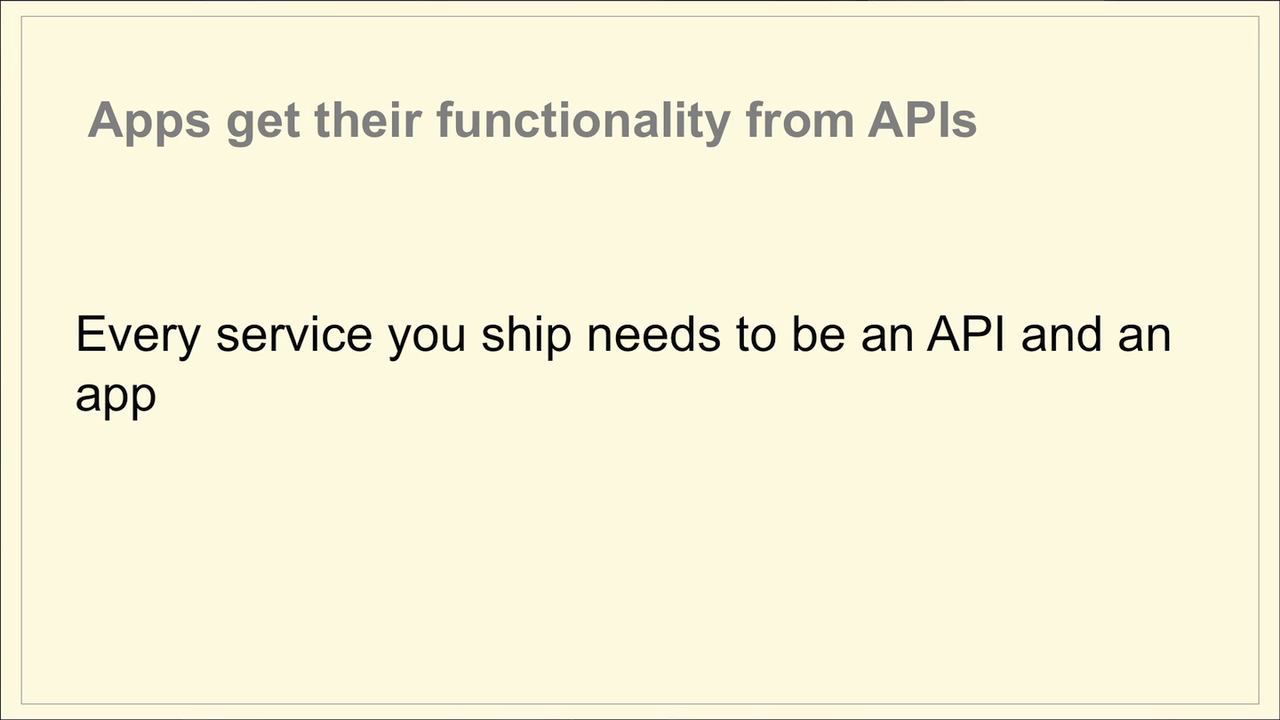 Apps get their functionality from APIs
Every service you ship needs to be an API and an
app